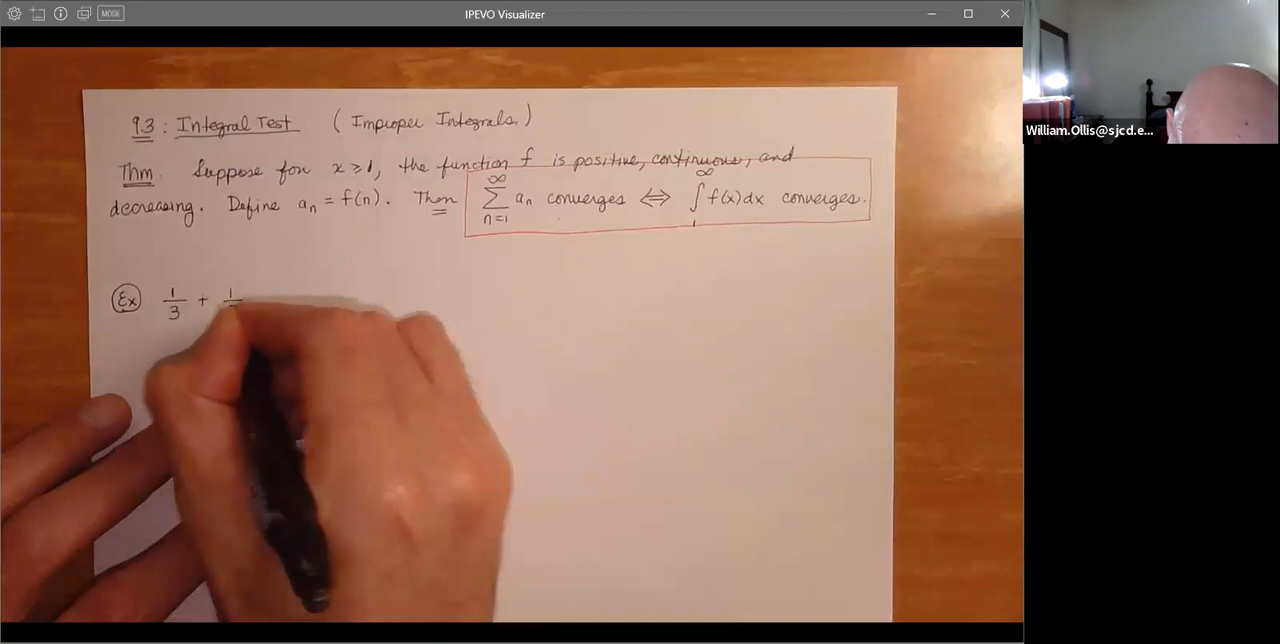 MODE
IPEVO Visualizer
9.3 : Integral Test ( Improper Integrals )
Thm. Suppose for x ≥ 1, the function f is positive, continuous, and
decreasing. Define aₙ = f(n). Then ∑_{n=1}^{∞} aₙ converges ⟺ ∫_1^∞ f(x)dx converges.
Ex 1/3 + 1/
William.Ollis@sjcd.e...